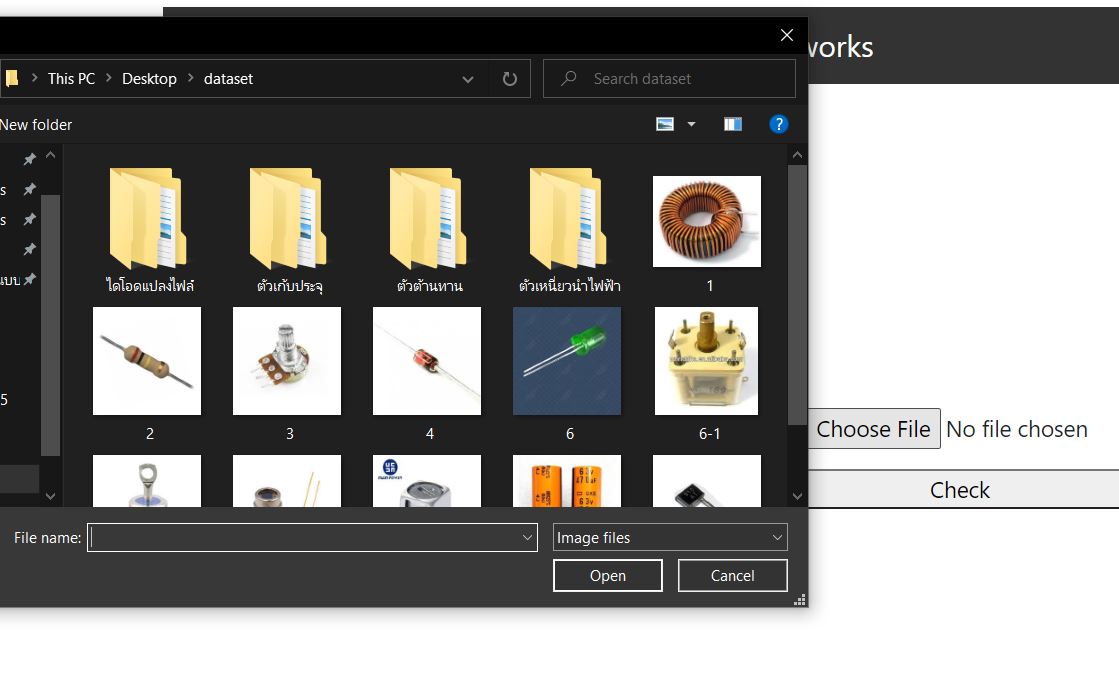 works
This PC
Desktop
dataset
Search dataset
New folder
?
s
s
แบบ
5
ไดโอดแปลงไฟล์
ตัวเก็บประจุ
ตัวต้านทาน
ตัวเหนี่ยวนำไฟฟ้า
1
2
3
4
6
6-1
Choose File No file chosen
Check
File name:
Image files
Open
Cancel